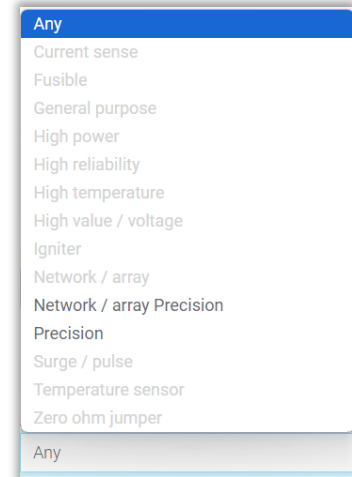 Any
Current sense
Fusible
General purpose
High power
High reliability
High temperature
High value / voltage
Igniter
Network / array
Network / array Precision
Precision
Surge / pulse
Temperature sensor
Zero ohm jumper
Any